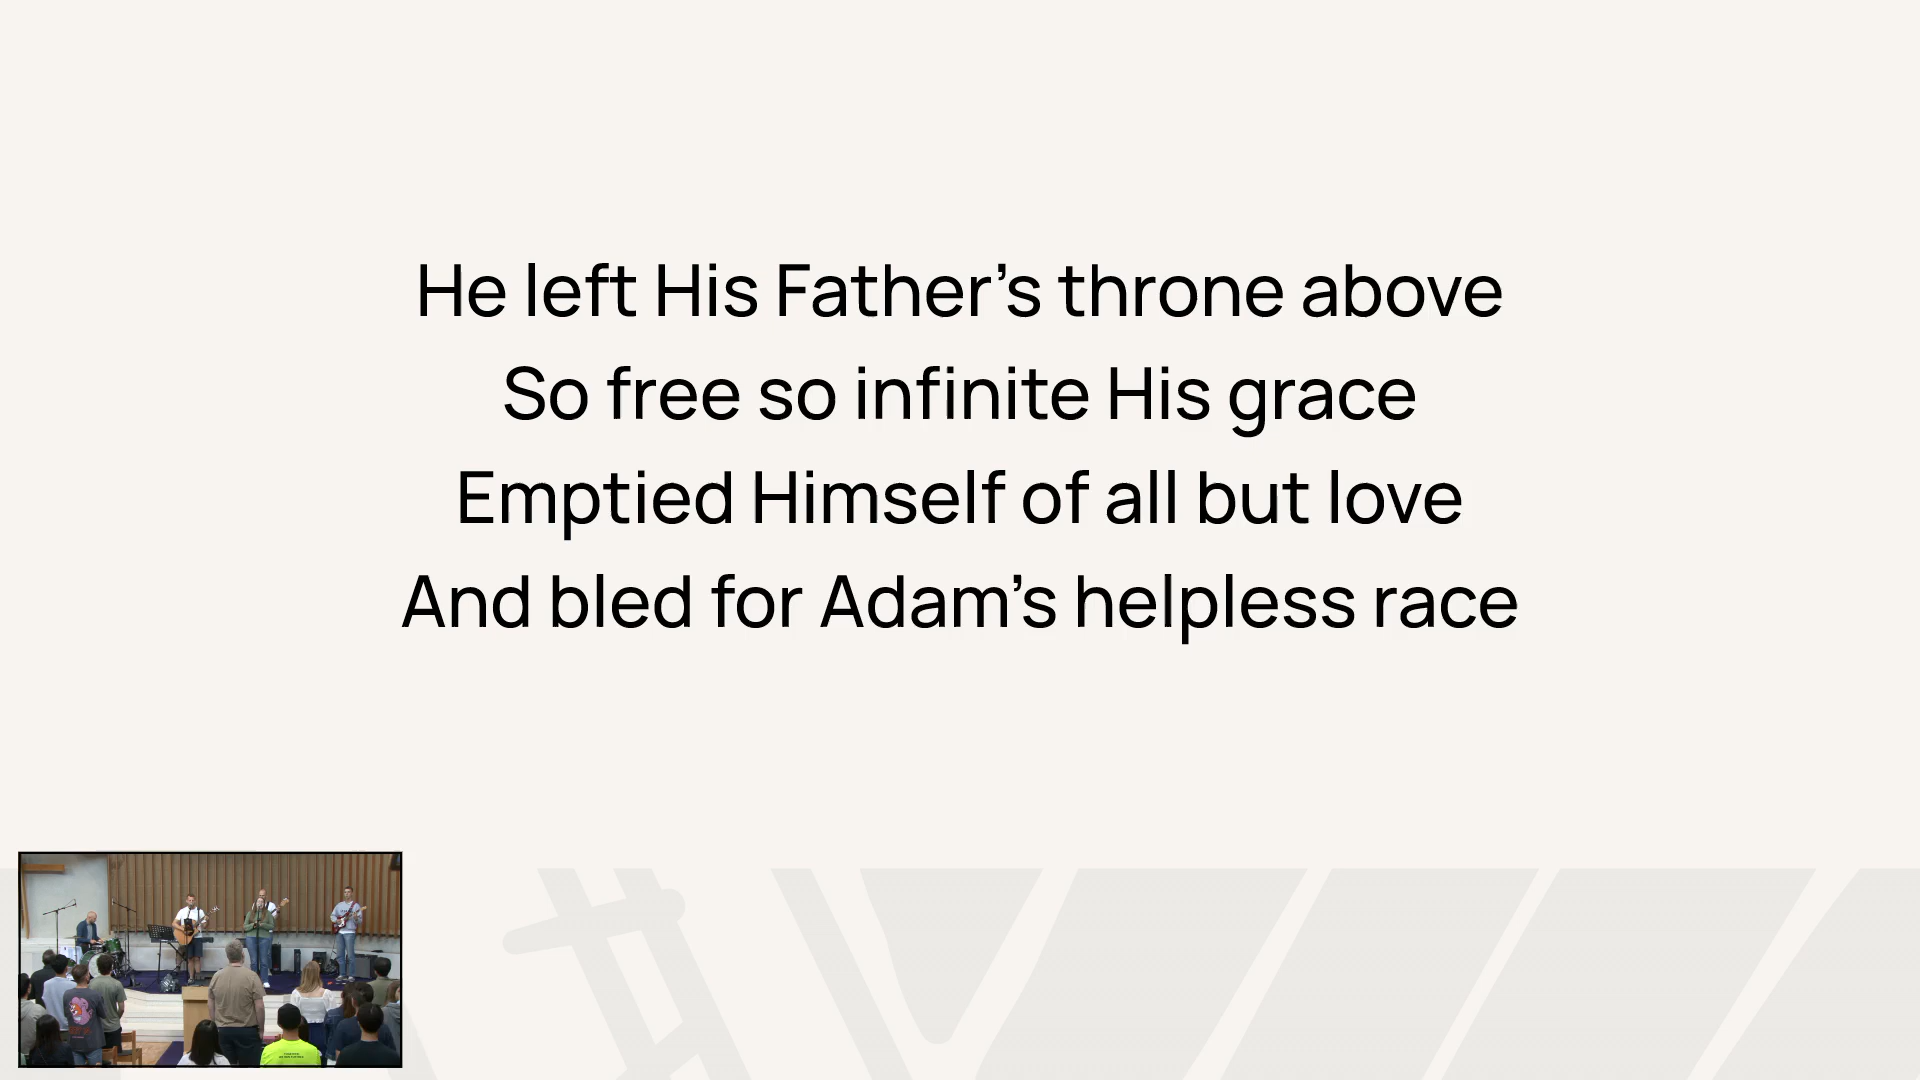 He left His Father’s throne above
So free so infinite His grace
Emptied Himself of all but love
And bled for Adam’s helpless race